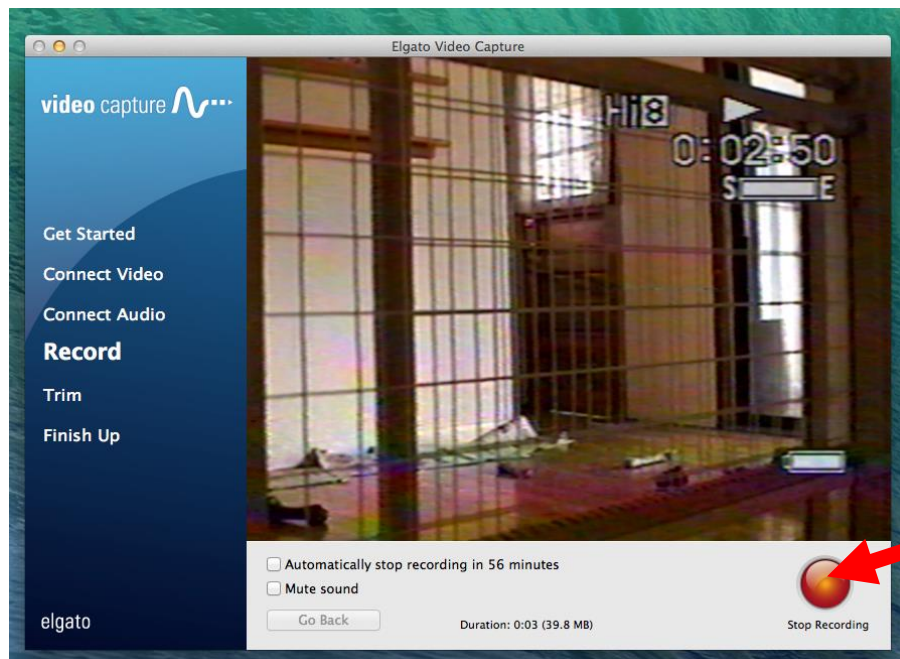 Elgato Video Capture
video capture
Get Started
Connect Video
Connect Audio
Record
Trim
Finish Up
elgato
Hi8
0:02:50
S E
Automatically stop recording in 56 minutes
Mute sound
Go Back
Duration: 0:03 (39.8 MB)
Stop Recording